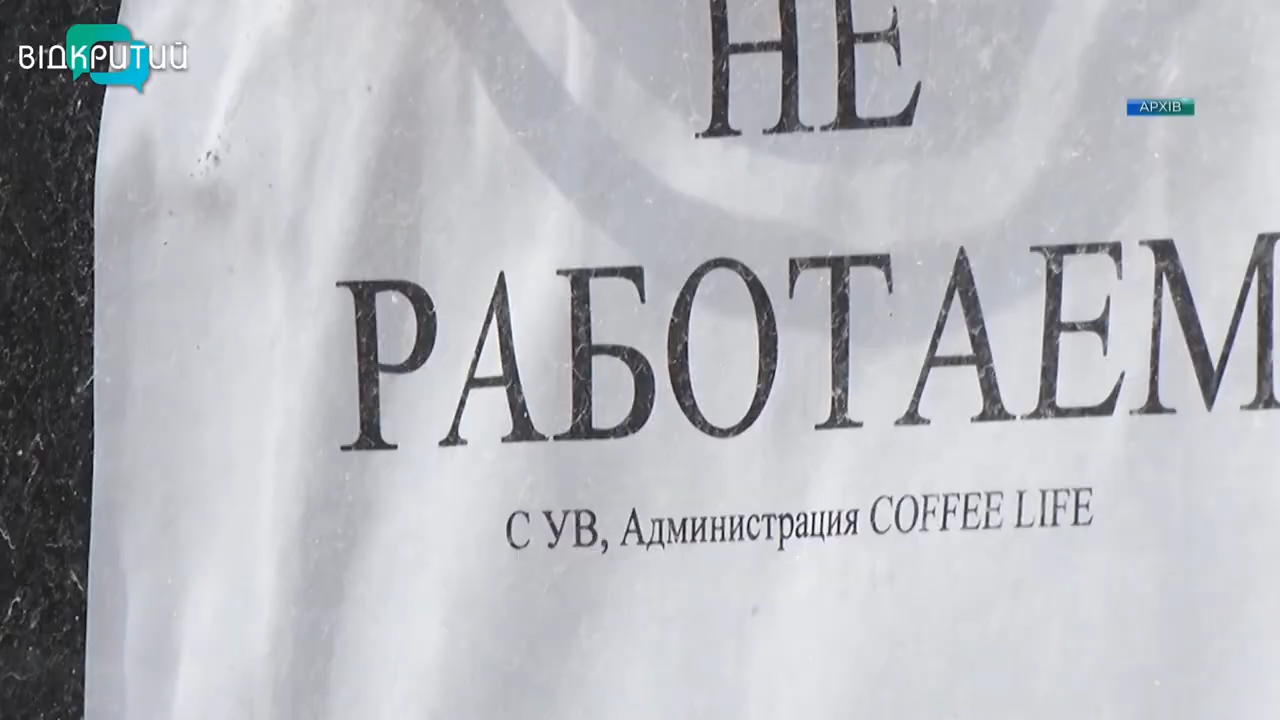 ВІДКРИТИЙ
АРХІВ
НЕ
РАБОТАЕМ
С УВ, Администрация COFFEE LIFE